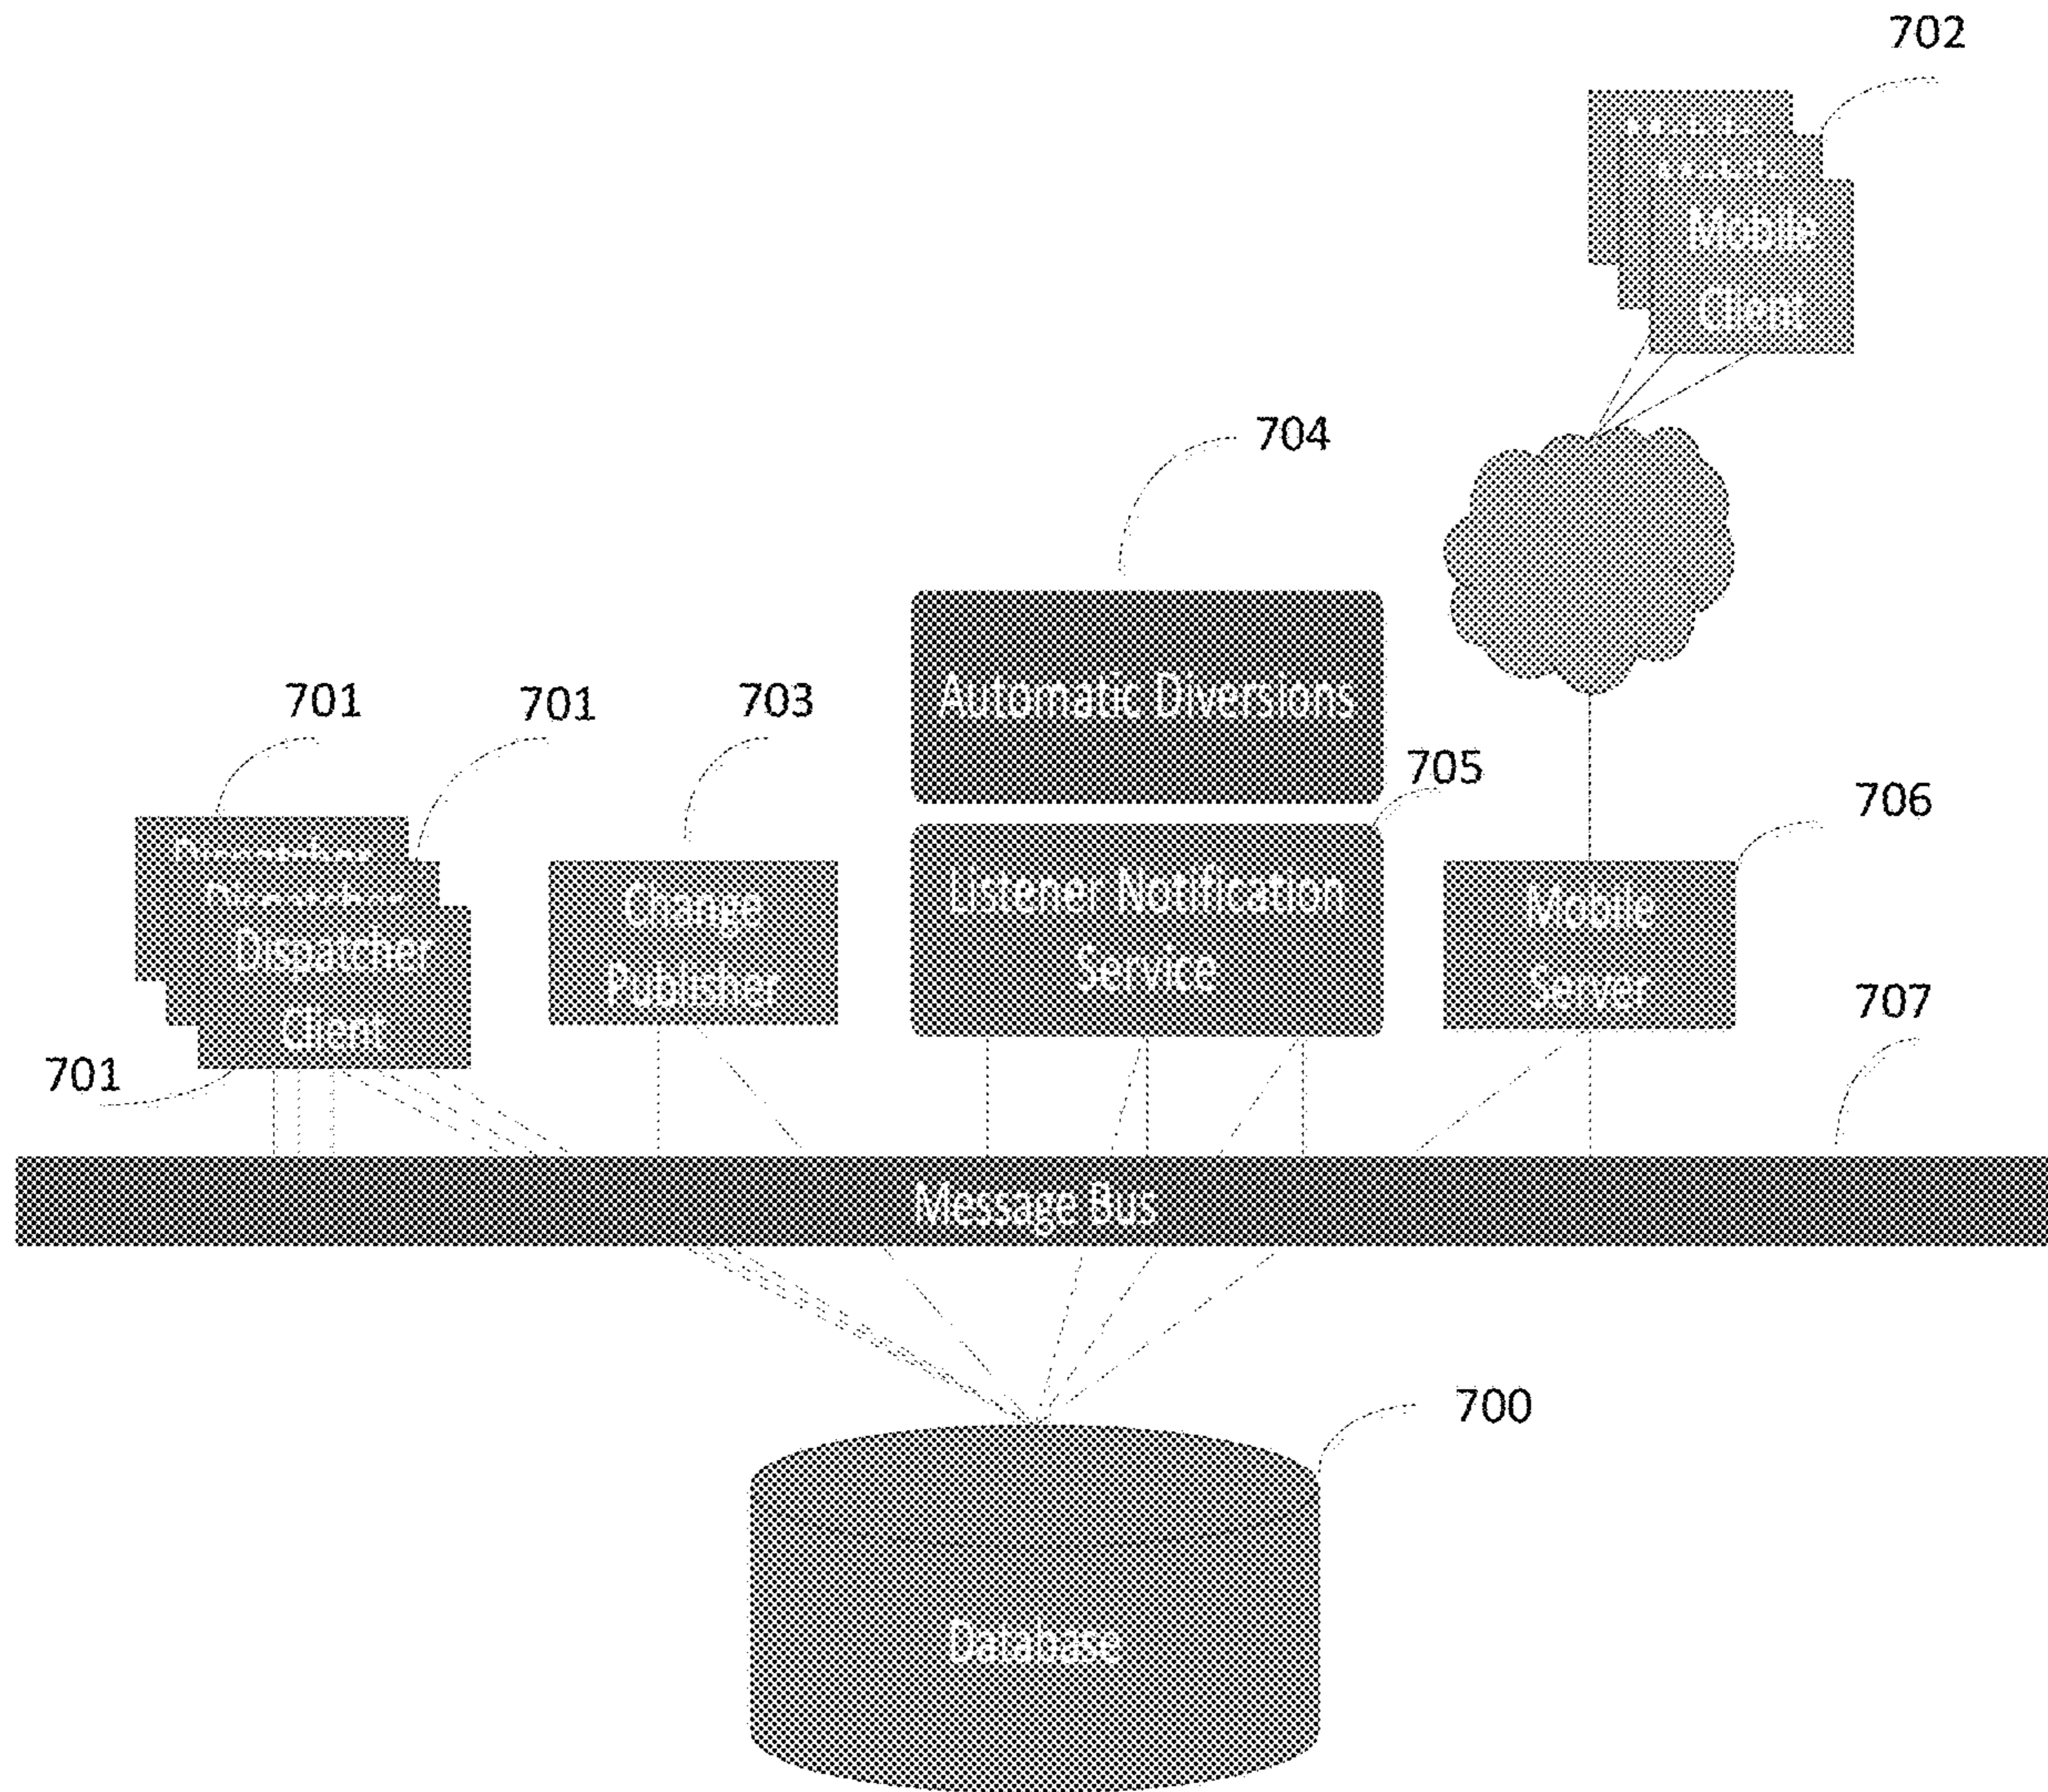 702
Mobile
Client
704
Automatic Diversions
701
701
703
705
706
Dispatcher
Client
Change
Publisher
Listener Notification
Service
Mobile
Server
701
707
Message Bus
700
Database